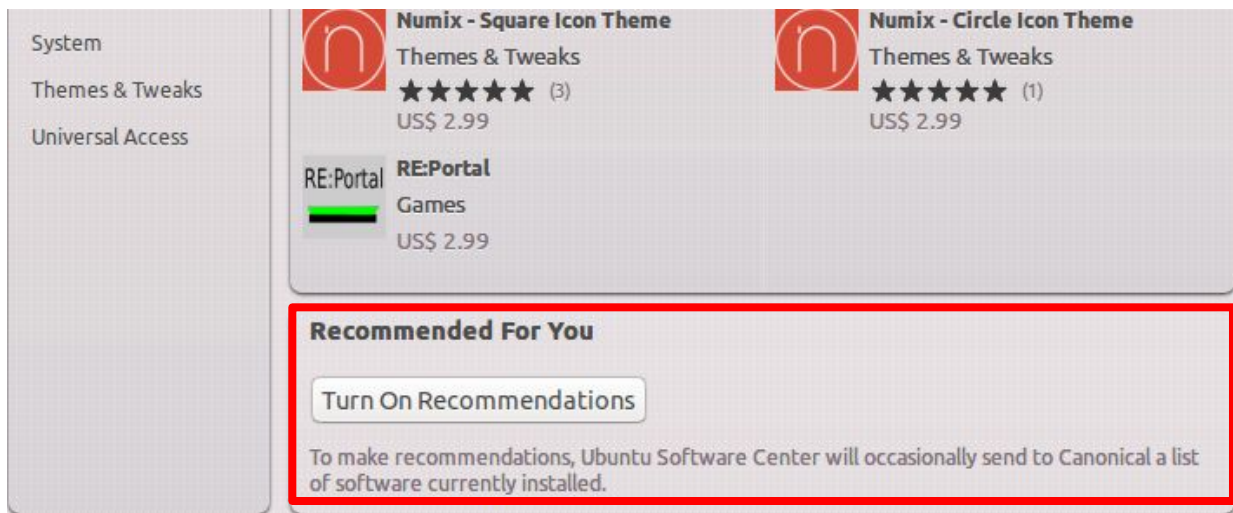 System
Themes & Tweaks
Universal Access
Numix - Square Icon Theme
Themes & Tweaks
(3)
US$ 2.99
Numix - Circle Icon Theme
Themes & Tweaks
(1)
US$ 2.99
RE:Portal
RE:Portal
Games
US$ 2.99
Recommended For You
Turn On Recommendations
To make recommendations, Ubuntu Software Center will occasionally send to Canonical a list
of software currently installed.